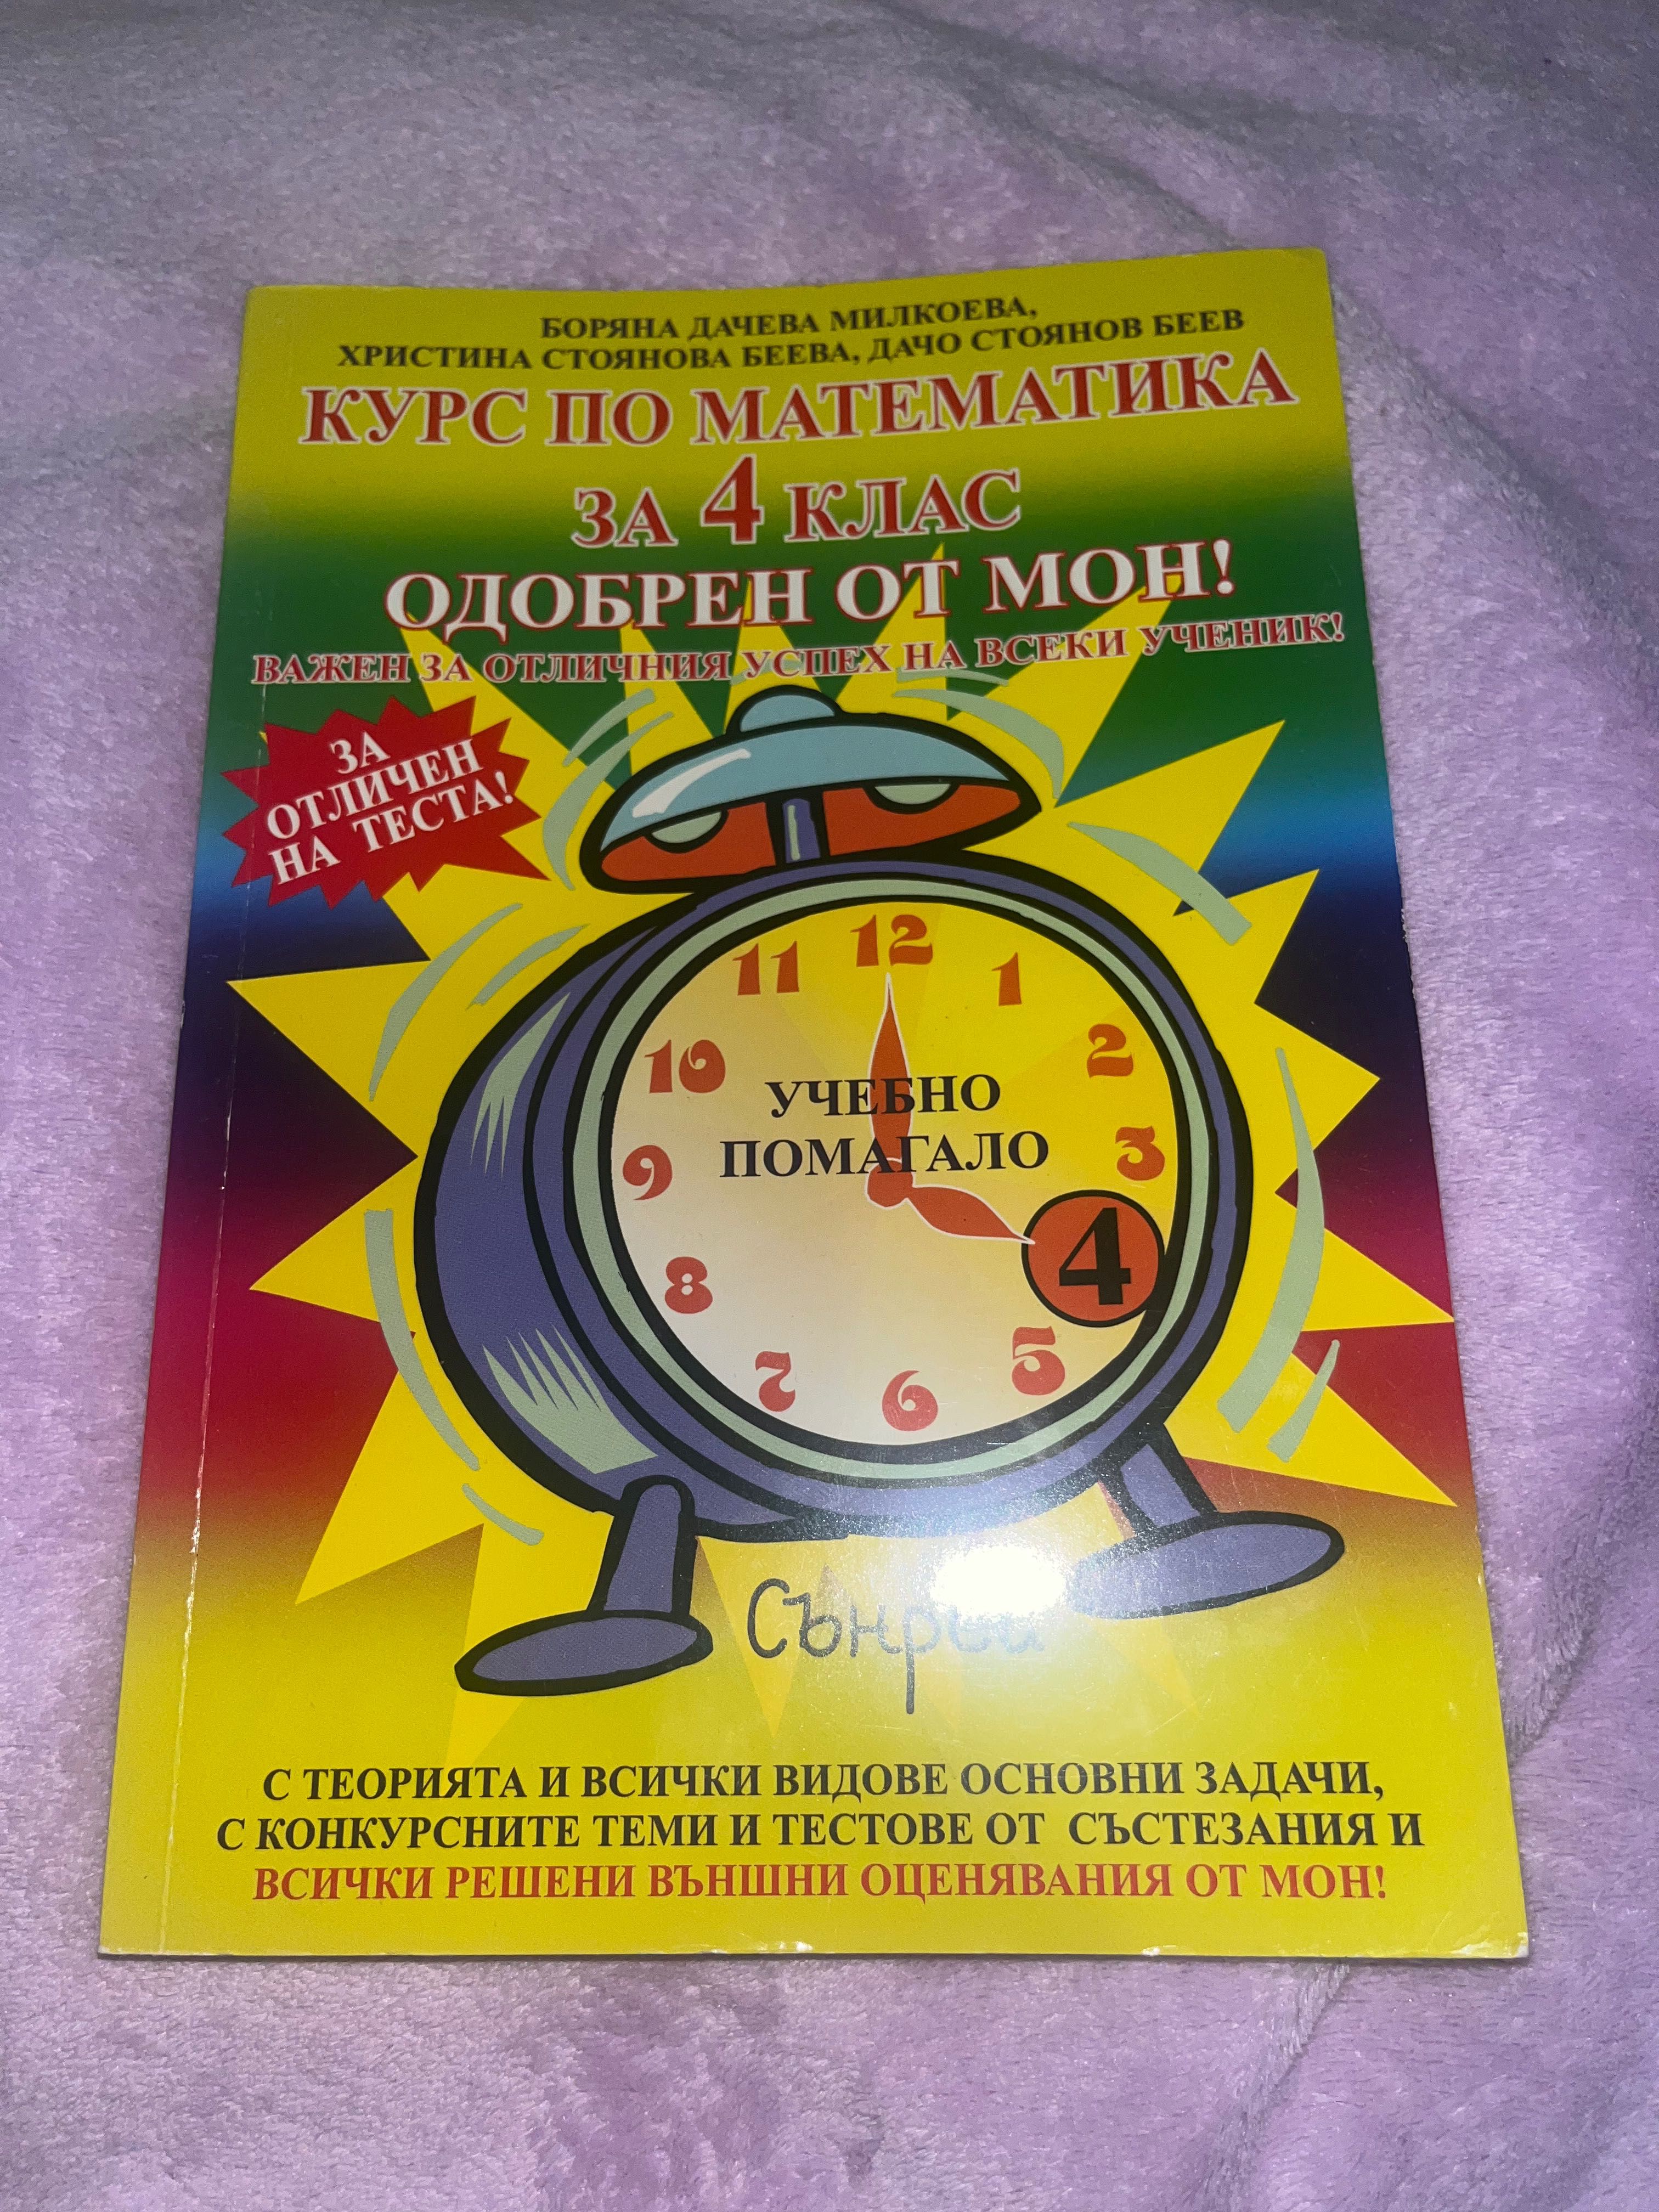 БОРЯНА ДАЧЕВА МИЛКОЕВА,
ХРИСТИНА СТОЯНОВА БЕЕВА, ДАЧО СТОЯНОВ БЕЕВ
КУРС ПО МАТЕМАТИКА
ЗА 4 КЛАС
ОДОБРЕН ОТ МОН!
ВАЖЕН ЗА ОТЛИЧНИЯ УСПЕХ НА ВСЕКИ УЧЕНИК!
ЗА
ОТЛИЧЕН
НА ТЕСТА!
12
11 1
10 2
УЧЕБНО
ПОМАГАЛО
9 3
8 4
7 5
6
С ТЕОРИЯТА И ВСИЧКИ ВИДОВЕ ОСНОВНИ ЗАДАЧИ,
С КОНКУРСНИТЕ ТЕМИ И ТЕСТОВЕ ОТ СЪСТЕЗАНИЯ И
ВСИЧКИ РЕШЕНИ ВЪНШНИ ОЦЕНЯВАНИЯ ОТ МОН!